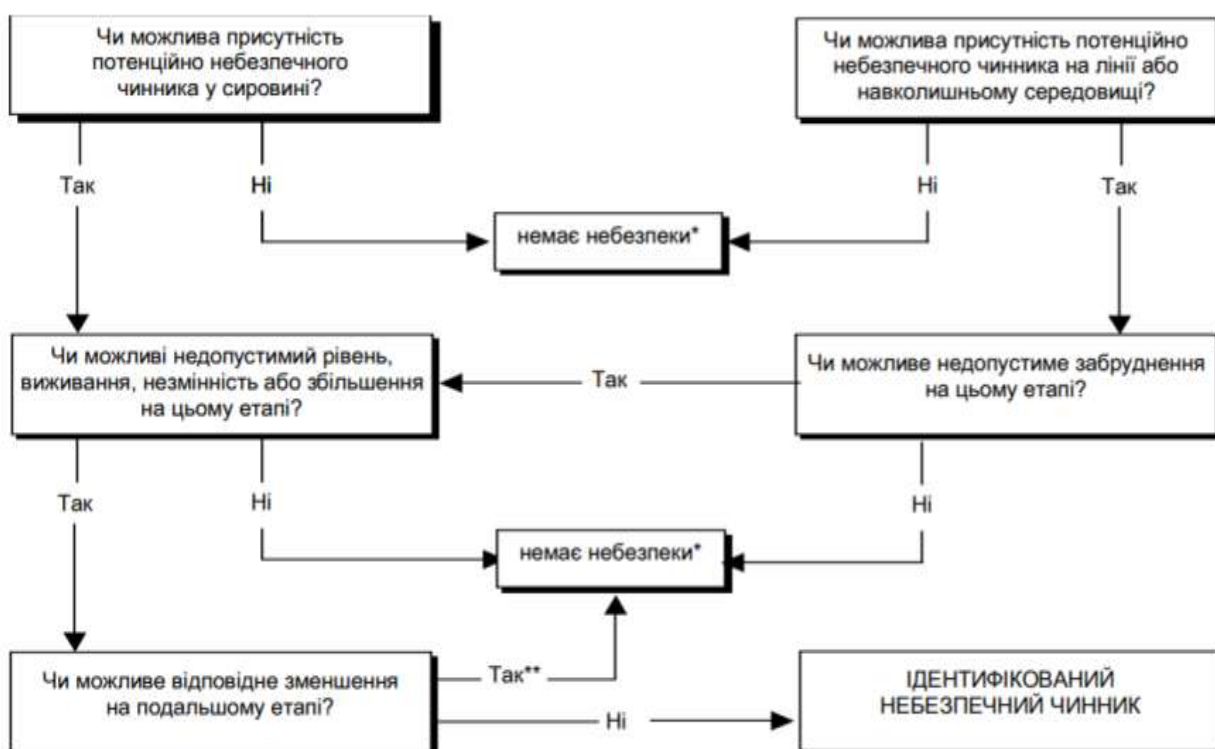 Чи можлива присутність
потенційно небезпечного
чинника у сировині?
Чи можлива присутність потенційно
небезпечного чинника на лінії або
навколишньому середовищі?
Так
Ні
Ні
Так
немає небезпеки*
Чи можливі недопустимий рівень,
виживання, незмінність або збільшення
на цьому етапі?
Так
Чи можливе недопустиме забруднення
на цьому етапі?
Так
Ні
Ні
немає небезпеки*
Чи можливе відповідне зменшення
на подальшому етапі?
Так**
Ні
ІДЕНТИФІКОВАНИЙ
НЕБЕЗПЕЧНИЙ ЧИННИК